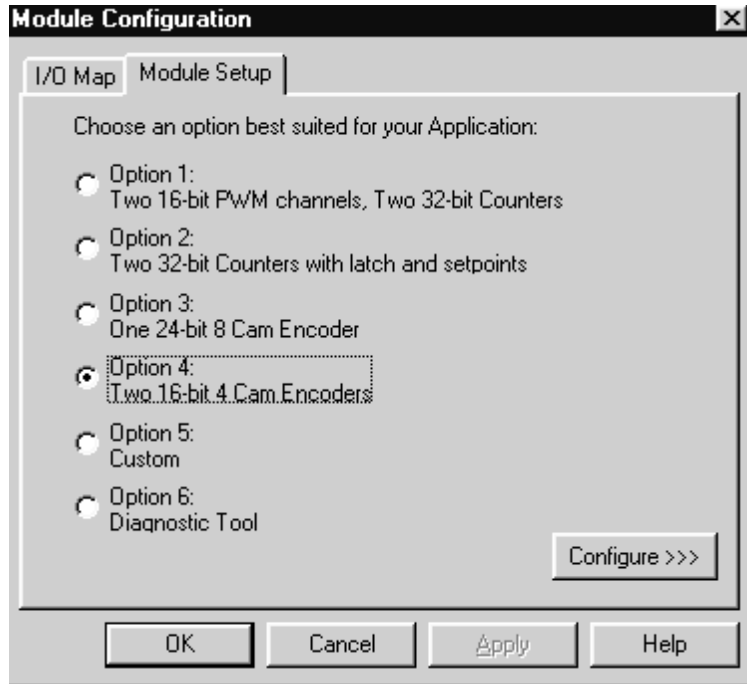 Module Configuration
I/O Map
Module Setup
Choose an option best suited for your Application:
Option 1:
Two 16-bit PWM channels, Two 32-bit Counters
Option 2:
Two 32-bit Counters with latch and setpoints
Option 3:
One 24-bit 8 Cam Encoder
Option 4:
Two 16-bit 4 Cam Encoders
Option 5:
Custom
Option 6:
Diagnostic Tool
Configure >>>
OK
Cancel
Apply
Help